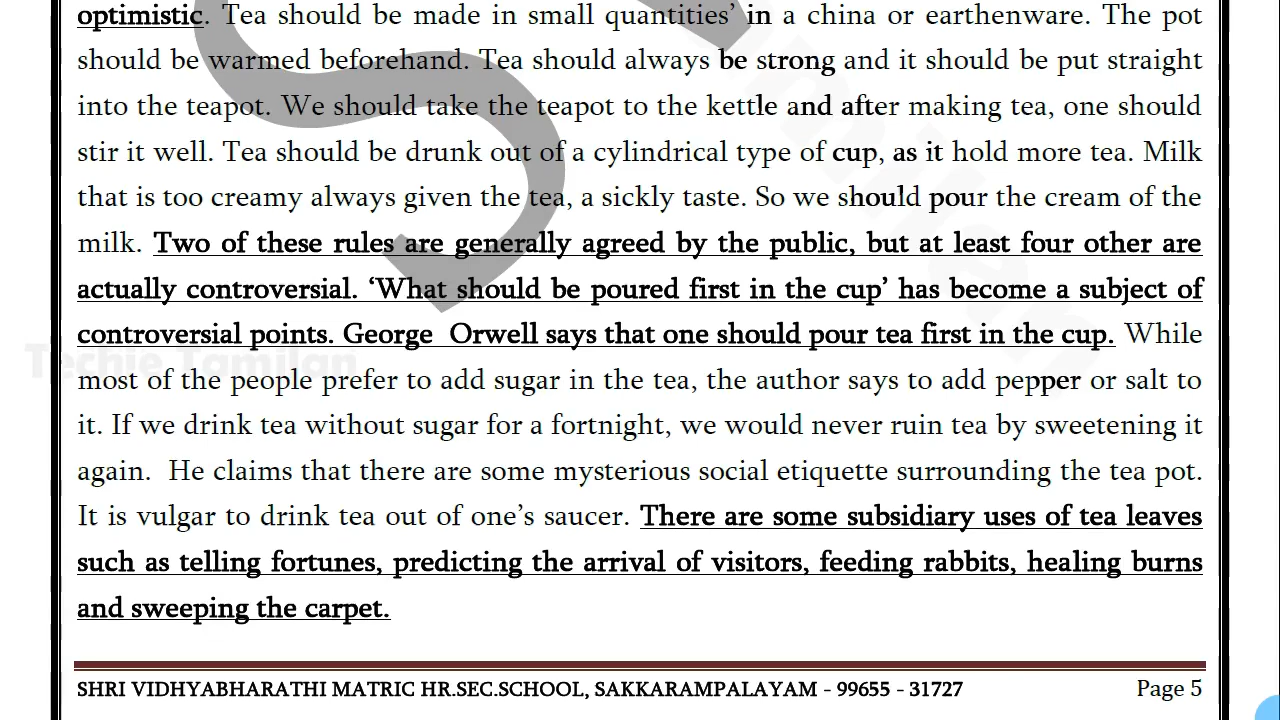 optimistic. Tea should be made in small quantities’ in a china or earthenware. The pot
should be warmed beforehand. Tea should always be strong and it should be put straight
into the teapot. We should take the teapot to the kettle and after making tea, one should
stir it well. Tea should be drunk out of a cylindrical type of cup, as it hold more tea. Milk
that is too creamy always given the tea, a sickly taste. So we should pour the cream of the
milk. Two of these rules are generally agreed by the public, but at least four other are
actually controversial. ‘What should be poured first in the cup’ has become a subject of
controversial points. George Orwell says that one should pour tea first in the cup. While
Techie Tamilan
most of the people prefer to add sugar in the tea, the author says to add pepper or salt to
it. If we drink tea without sugar for a fortnight, we would never ruin tea by sweetening it
again. He claims that there are some mysterious social etiquette surrounding the tea pot.
It is vulgar to drink tea out of one’s saucer. There are some subsidiary uses of tea leaves
such as telling fortunes, predicting the arrival of visitors, feeding rabbits, healing burns
and sweeping the carpet.
SHRI VIDHYABHARATHI MATRIC HR.SEC.SCHOOL, SAKKARAMPALAYAM - 99655 - 31727 Page 5